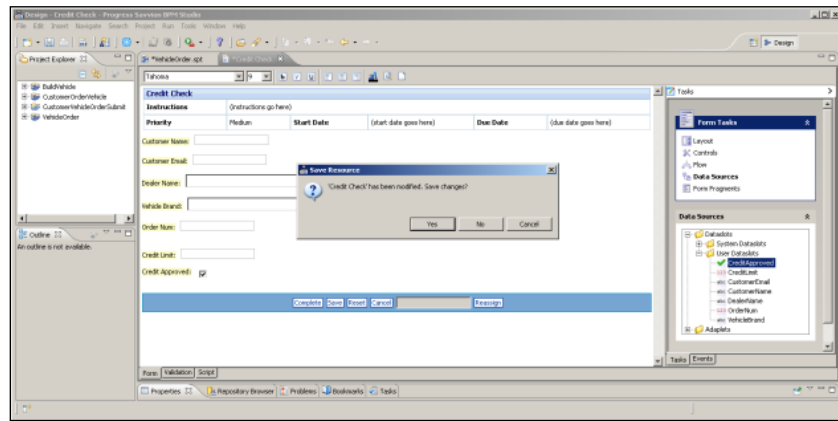 Design - Credit Check - Progress Savvion BPM Studio
File Edit Insert Navigate Search Project Run Tools Window Help
Design
Project Explorer
*VehicleOrder.spt
*Credit Check
Tahoma
9
BuildVehicle
CustomerOrderVehicle
CustomerVehicleOrderSubmit
VehicleOrder
Credit Check
Instructions (instructions go here)
Priority Medium Start Date (start date goes here) Due Date (due date goes here)
Customer Name:
Customer Email:
Dealer Name:
Vehicle Brand:
Order Num:
Credit Limit:
Credit Approved:
Complete Save Reset Cancel Reassign
Save Resource
'Credit Check' has been modified. Save changes?
Yes No Cancel
Outline
An outline is not available.
Tasks
Form Tasks
Layout
Controls
Flow
Data Sources
Form Fragments
Data Sources
Dataslots
System Dataslots
User Dataslots
CreditApproved
CreditLimit
CustomerEmail
CustomerName
DealerName
OrderNum
VehicleBrand
Adaplets
Tasks Events
Form Validation Script
Properties Repository Browser Problems Bookmarks Tasks